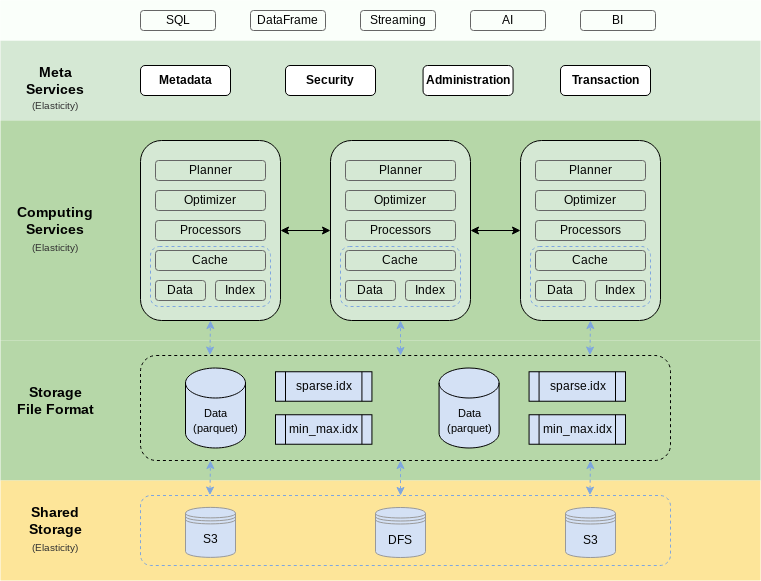 SQL DataFrame Streaming AI BI
Meta
Services
(Elasticity)
Metadata Security Administration Transaction
Computing
Services
(Elasticity)
Planner Planner Planner
Optimizer Optimizer Optimizer
Processors Processors Processors
Cache Cache Cache
Data Index Data Index Data Index
Storage
File Format
Data
(parquet)
sparse.idx
min_max.idx
Data
(parquet)
sparse.idx
min_max.idx
Shared
Storage
(Elasticity)
S3 DFS S3